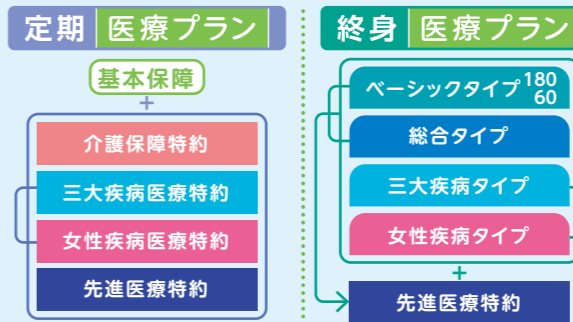 定期 医療プラン
基本保障
+
介護保障特約
三大疾病医療特約
女性疾病医療特約
先進医療特約
終身 医療プラン
ベーシックタイプ 180 60
総合タイプ
三大疾病タイプ
女性疾病タイプ
+
先進医療特約